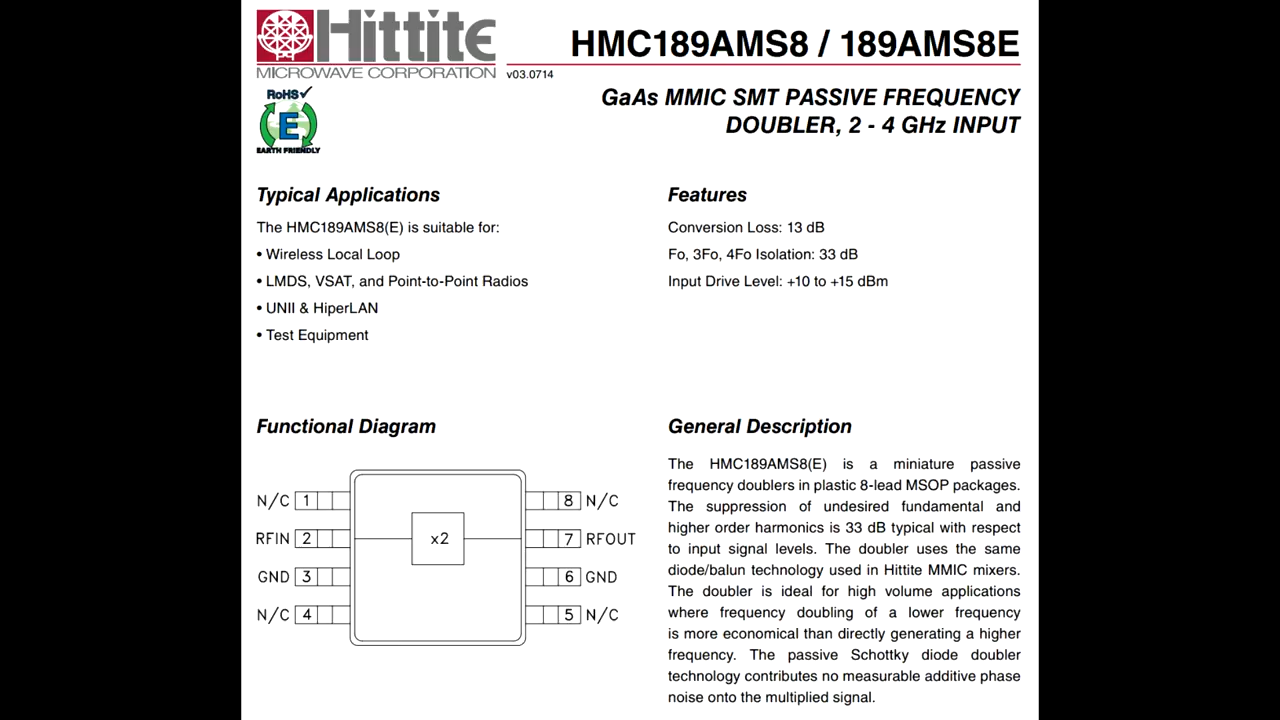 Hittite
MICROWAVE CORPORATION
v03.0714
HMC189AMS8 / 189AMS8E
RoHS✓
E
EARTH FRIENDLY
GaAs MMIC SMT PASSIVE FREQUENCY
DOUBLER, 2 - 4 GHz INPUT
Typical Applications
The HMC189AMS8(E) is suitable for:
• Wireless Local Loop
• LMDS, VSAT, and Point-to-Point Radios
• UNII & HiperLAN
• Test Equipment
Features
Conversion Loss: 13 dB
Fo, 3Fo, 4Fo Isolation: 33 dB
Input Drive Level: +10 to +15 dBm
Functional Diagram
N/C 1
RFIN 2
GND 3
N/C 4
x2
8 N/C
7 RFOUT
6 GND
5 N/C
General Description
The HMC189AMS8(E) is a miniature passive
frequency doublers in plastic 8-lead MSOP packages.
The suppression of undesired fundamental and
higher order harmonics is 33 dB typical with respect
to input signal levels. The doubler uses the same
diode/balun technology used in Hittite MMIC mixers.
The doubler is ideal for high volume applications
where frequency doubling of a lower frequency
is more economical than directly generating a higher
frequency. The passive Schottky diode doubler
technology contributes no measurable additive phase
noise onto the multiplied signal.